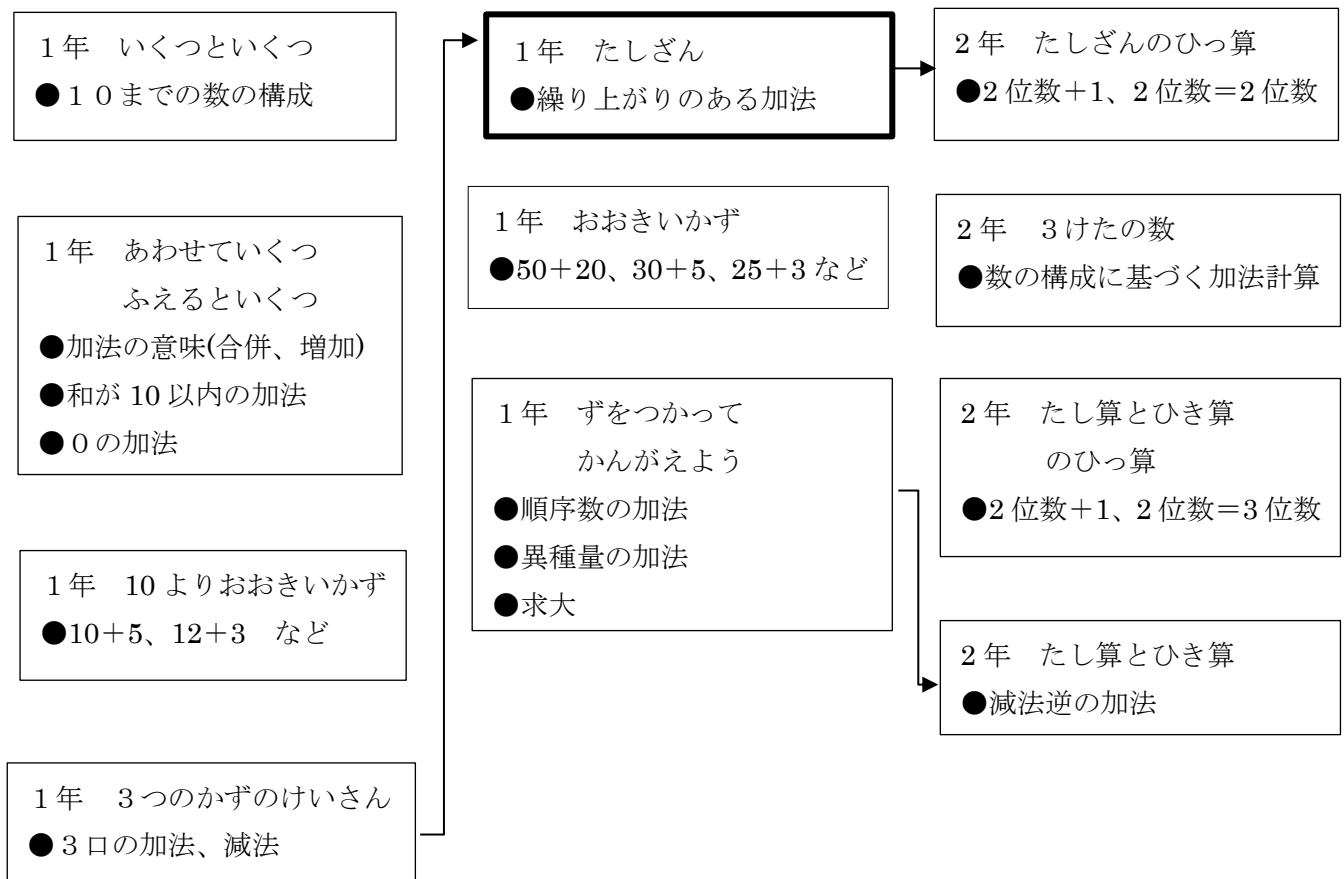 1年　いくつといくつ
●１０までの数の構成
1年　あわせていくつ
ふえるといくつ
●加法の意味(合併、増加)
●和が 10 以内の加法
●０の加法
1年　10 よりおおきいかず
●10＋5、12＋3　など
1年　３つのかずのけいさん
●３口の加法、減法
1年　たしざん
●繰り上がりのある加法
1年　おおきいかず
●50＋20、30＋5、25＋3 など
1年　ずをつかって
かんがえよう
●順序数の加法
●異種量の加法
●求大
2年　たしざんのひっ算
●2 位数＋1、2 位数＝2 位数
2年　３けたの数
●数の構成に基づく加法計算
2年　たし算とひき算
のひっ算
●2 位数＋1、2 位数＝3 位数
2年　たし算とひき算
●減法逆の加法